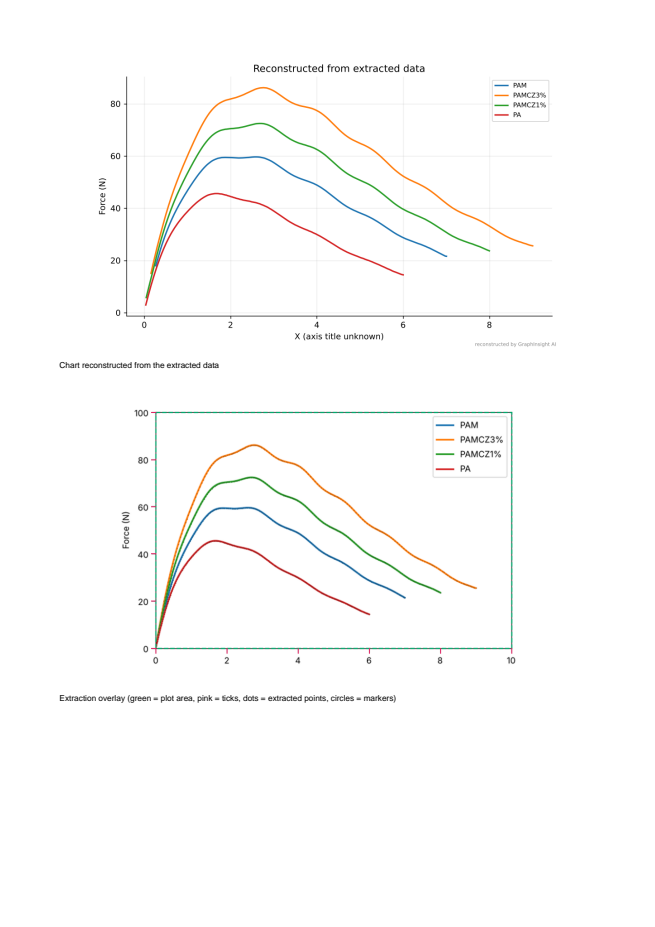 Reconstructed from extracted data
PAM
PAMCZ3%
PAMCZ1%
PA
80
60
40
20
0
Force (N)
0 2 4 6 8
X (axis title unknown)
reconstructed by GraphInsight AI
Chart reconstructed from the extracted data
100
80
60
40
20
0
Force (N)
PAM
PAMCZ3%
PAMCZ1%
PA
0 2 4 6 8 10
Extraction overlay (green = plot area, pink = ticks, dots = extracted points, circles = markers)